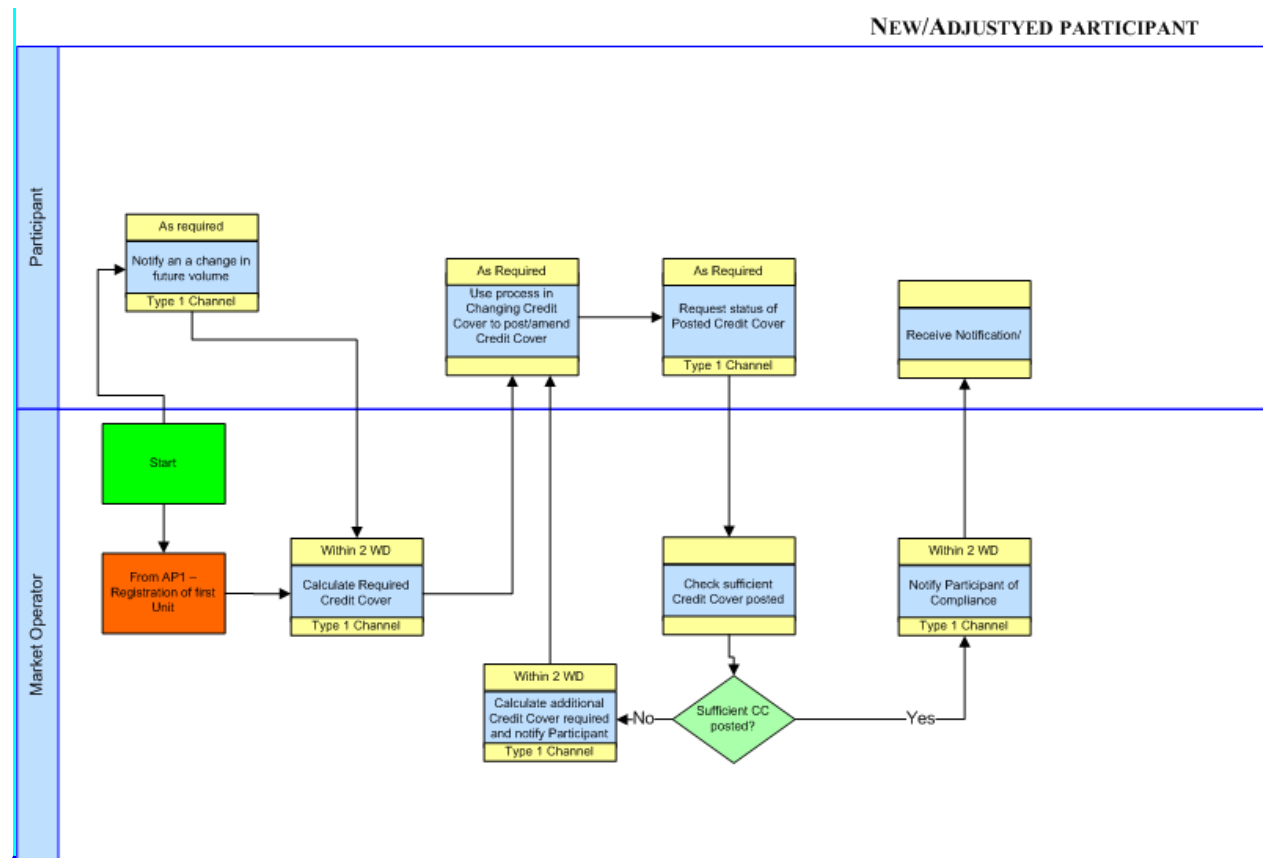 NEW/ADJUSTYED PARTICIPANT
Participant
As required
Notify an a change in
future volume
Type 1 Channel
As Required
Use process in
Changing Credit
Cover to post/amend
Credit Cover
As Required
Request status of
Posted Credit Cover
Type 1 Channel
Receive Notification/
Market Operator
Start
From AP1 –
Registration of first
Unit
Within 2 WD
Calculate Required
Credit Cover
Type 1 Channel
Check sufficient
Credit Cover posted
Within 2 WD
Notify Participant of
Compliance
Type 1 Channel
Within 2 WD
Calculate additional
Credit Cover required
and notify Participant
Type 1 Channel
No
Sufficient CC
posted?
Yes